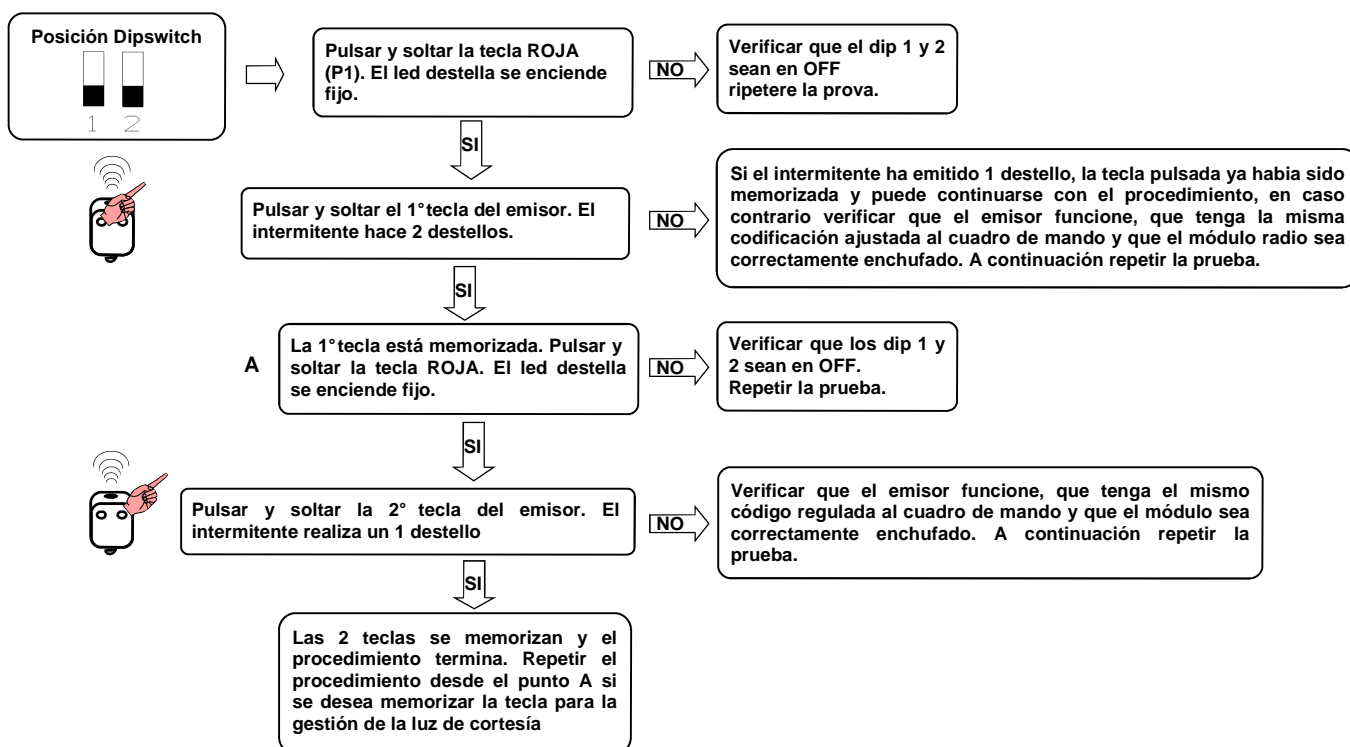 Posición Dipswitch
1 2
Pulsar y soltar la tecla ROJA
(P1). El led destella se enciende
fijo.
NO
Verificar que el dip 1 y 2
sean en OFF
ripetere la prova.
SI
Pulsar y soltar el 1° tecla del emisor. El
intermitente hace 2 destellos.
NO
Si el intermitente ha emitido 1 destello, la tecla pulsada ya habia sido
memorizada y puede continuarse con el procedimiento, en caso
contrario verificar que el emisor funcione, que tenga la misma
codificación ajustada al cuadro de mando y que el módulo radio sea
correctamente enchufado. A continuación repetir la prueba.
SI
A
La 1° tecla está memorizada. Pulsar y
soltar la tecla ROJA. El led destella
se enciende fijo.
NO
Verificar que los dip 1 y
2 sean en OFF.
Repetir la prueba.
SI
Pulsar y soltar la 2° tecla del emisor. El
intermitente realiza un 1 destello
NO
Verificar que el emisor funcione, que tenga el mismo
código regulada al cuadro de mando y que el módulo sea
correctamente enchufado. A continuación repetir la
prueba.
SI
Las 2 teclas se memorizan y el
procedimiento termina. Repetir el
procedimiento desde el punto A si
se desea memorizar la tecla para la
gestión de la luz de cortesía